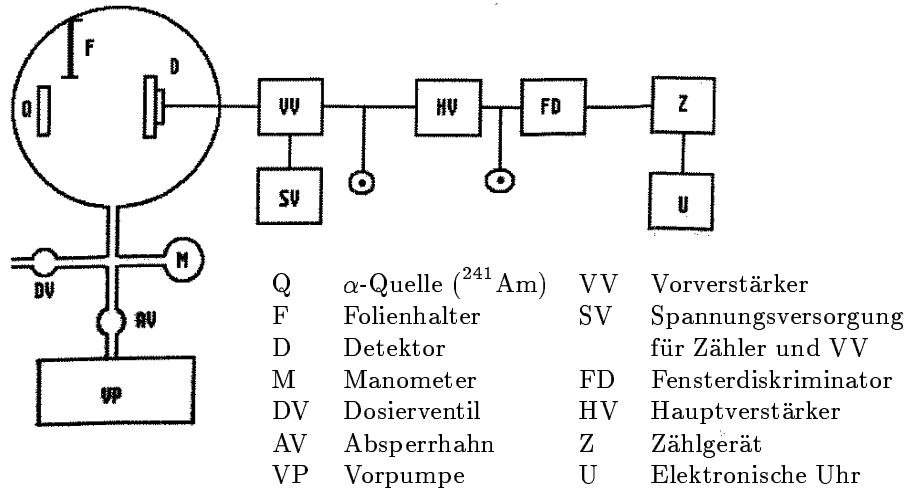 F
D
Q
VV
HV
FD
Z
SV
U
M
DV
AV
VP
Q α-Quelle (²⁴¹Am) VV Vorverstärker
F Folienhalter SV Spannungsversorgung
D Detektor für Zähler und VV
M Manometer FD Fensterdiskriminator
DV Dosierventil HV Hauptverstärker
AV Absperrhahn Z Zählgerät
VP Vorpumpe U Elektronische Uhr